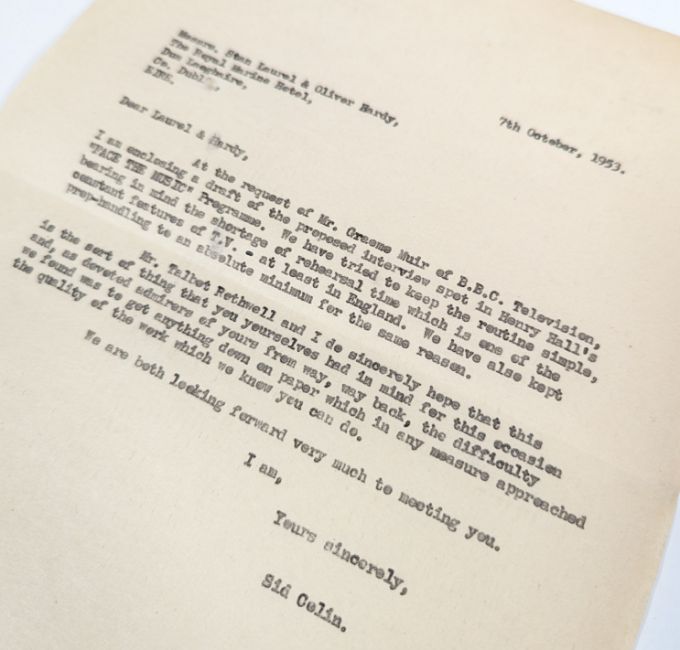 Messrs. Stan Laurel & Oliver Hardy,
The Royal Marine Hotel,
Dun Laoghaire,
Co. Dublin,
EIRE.
7th October, 1953.
Dear Laurel & Hardy,
At the request of Mr. Graeme Muir of B.B.C. Television,
I am enclosing a draft of the proposed interview spot in Henry Hall's
"FACE THE MUSIC" Programme. We have tried to keep the routine simple,
bearing in mind the shortage of rehearsal time which is one of the
constant features of T.V. - at least in England. We have also kept
prop-handling to an absolute minimum for the same reason.
Mr. Talbot Rothwell and I do sincerely hope that this
is the sort of thing that you yourselves had in mind for this occasion
and, as devoted admirers of yours from way, way back, the difficulty
we found was to get anything down on paper which in any measure approached
the quality of the work which we know you can do.
We are both looking forward very much to meeting you.
I am,
Yours sincerely,
Sid Colin.